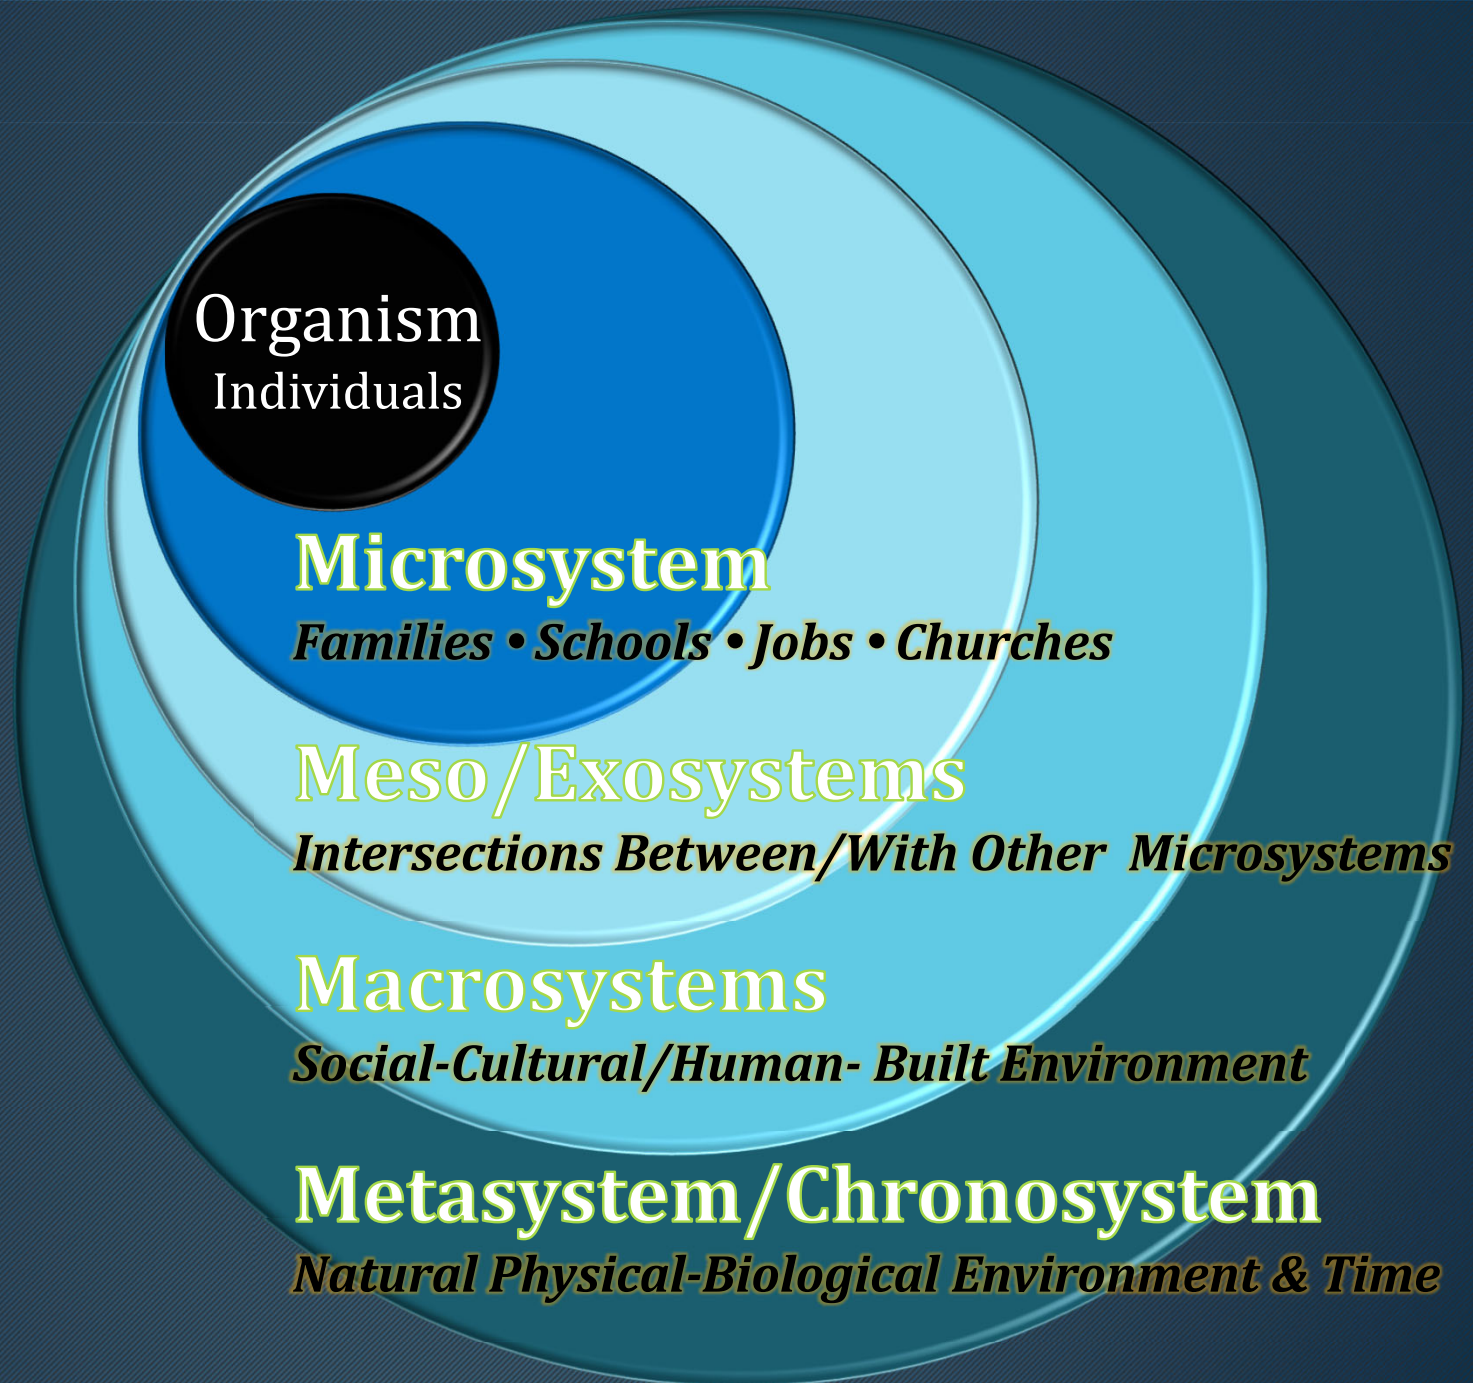 Organism
Individuals
Microsystem
Families • Schools • Jobs • Churches
Meso/Exosystems
Intersections Between/With Other Microsystems
Macrosystems
Social-Cultural/Human- Built Environment
Metasystem/Chronosystem
Natural Physical-Biological Environment & Time